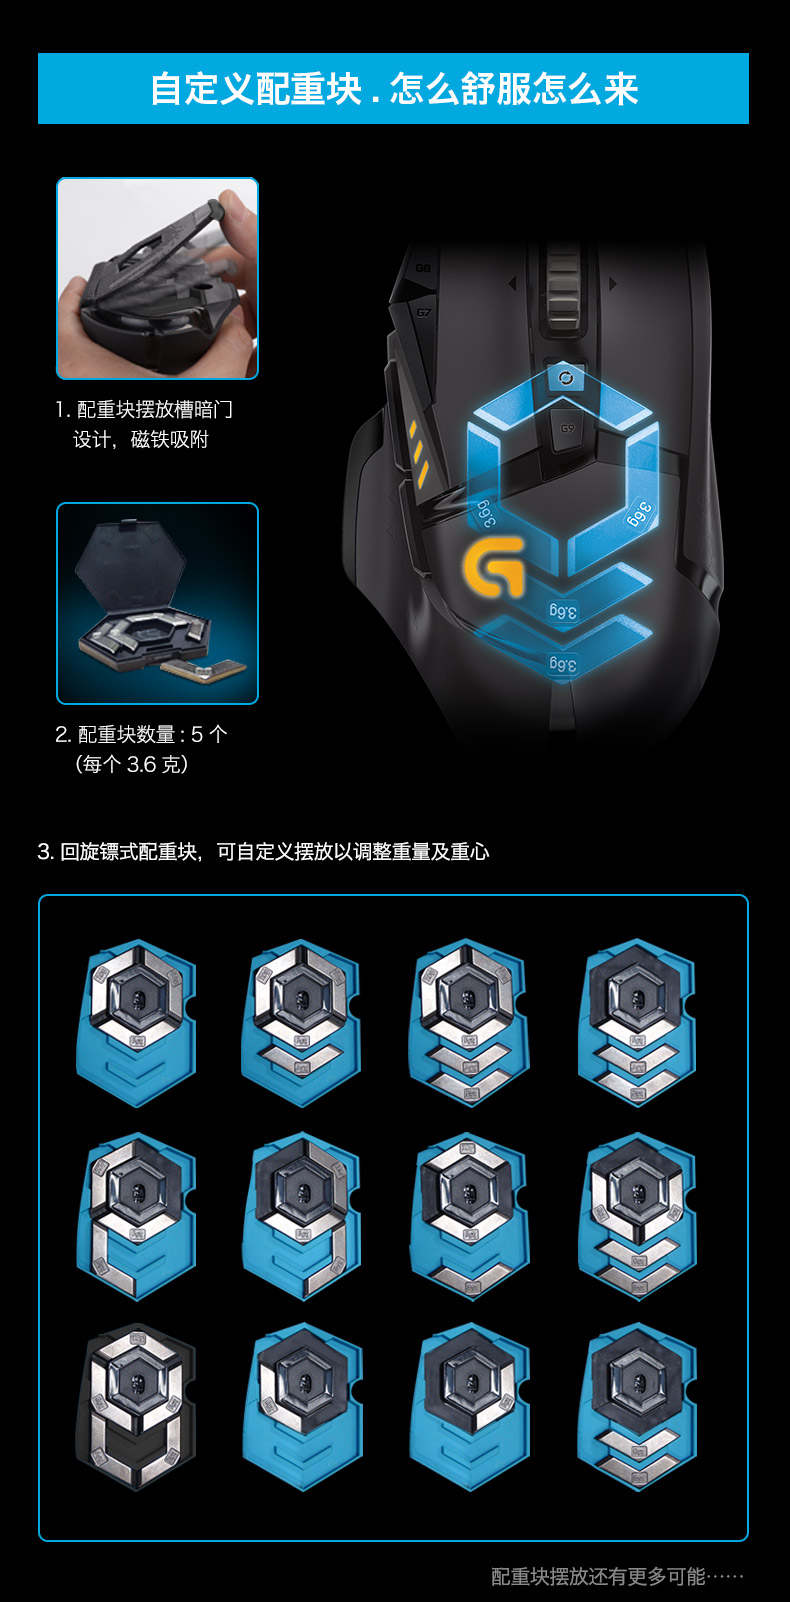 自定义配重块 . 怎么舒服怎么来
1. 配重块摆放槽暗门
设计，磁铁吸附
G8
G7
G9
3.6g
3.6g
3.6g
3.6g
2. 配重块数量 : 5 个
（每个 3.6 克）
3. 回旋镖式配重块，可自定义摆放以调整重量及重心
配重块摆放还有更多可能……